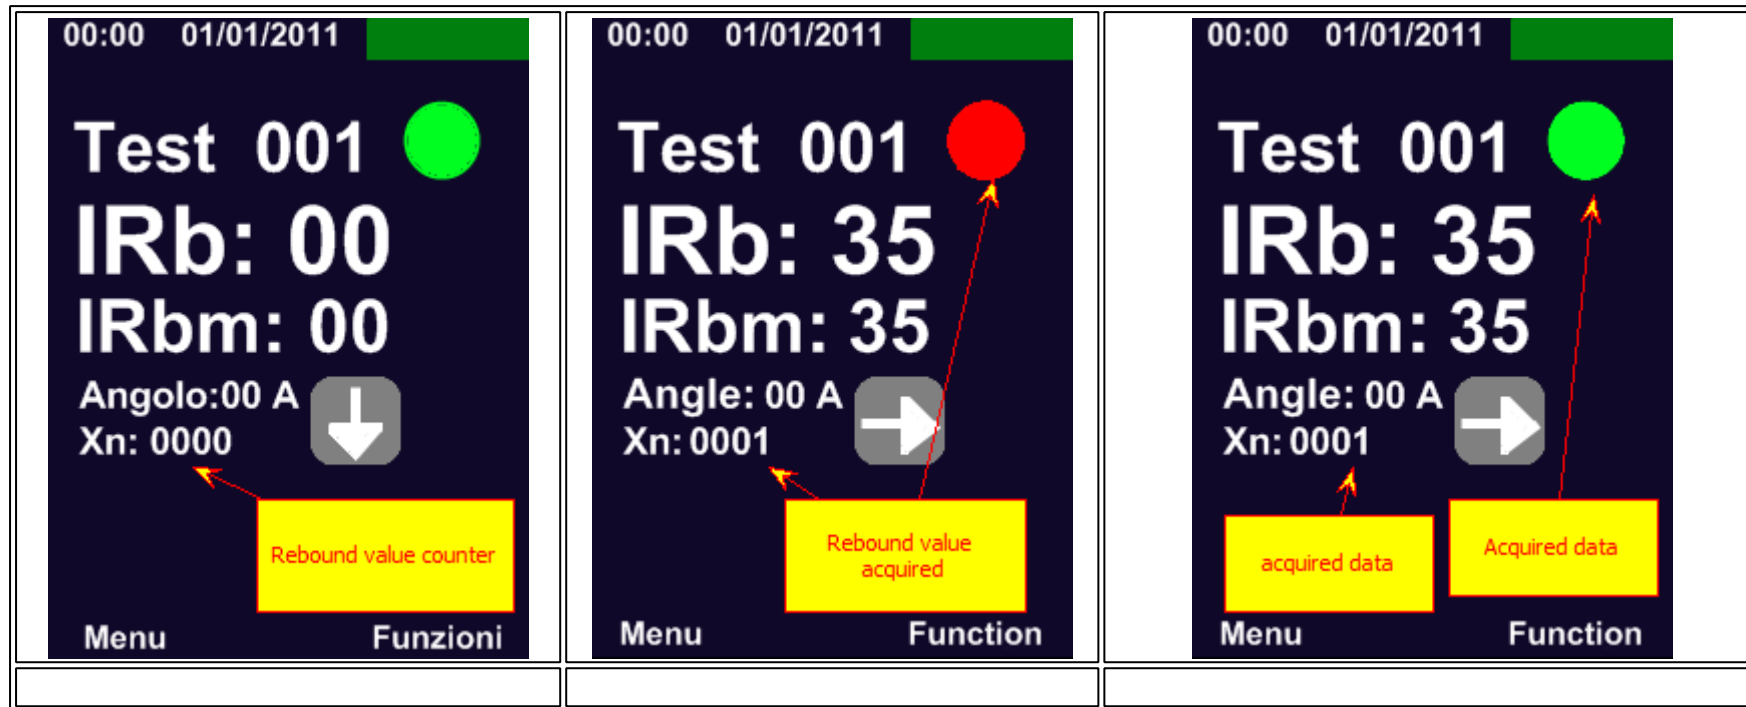 00:00 01/01/2011
Test 001
IRb: 00
IRbm: 00
Angolo:00 A
Xn: 0000
Rebound value counter
Menu Funzioni
00:00 01/01/2011
Test 001
IRb: 35
IRbm: 35
Angle: 00 A
Xn: 0001
Rebound value
acquired
Menu Function
00:00 01/01/2011
Test 001
IRb: 35
IRbm: 35
Angle: 00 A
Xn: 0001
acquired data
Acquired data
Menu Function